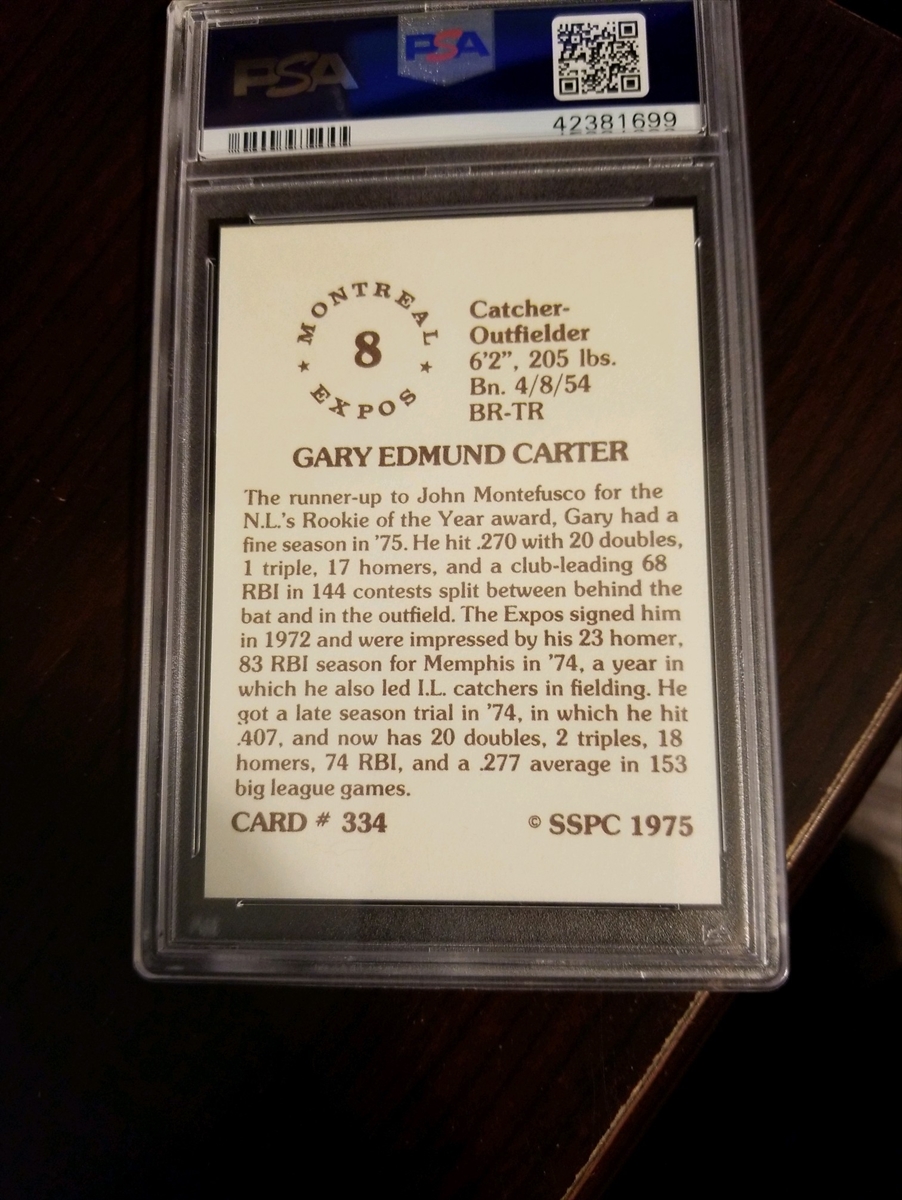 PSA PSA
42381699
MONTREAL
8
EXPOS
Catcher-
Outfielder
6'2", 205 lbs.
Bn. 4/8/54
BR-TR
GARY EDMUND CARTER
The runner-up to John Montefusco for the
N.L.'s Rookie of the Year award, Gary had a
fine season in '75. He hit .270 with 20 doubles,
1 triple, 17 homers, and a club-leading 68
RBI in 144 contests split between behind the
bat and in the outfield. The Expos signed him
in 1972 and were impressed by his 23 homer,
83 RBI season for Memphis in '74, a year in
which he also led I.L. catchers in fielding. He
got a late season trial in '74, in which he hit
.407, and now has 20 doubles, 2 triples, 18
homers, 74 RBI, and a .277 average in 153
big league games.
CARD # 334 © SSPC 1975